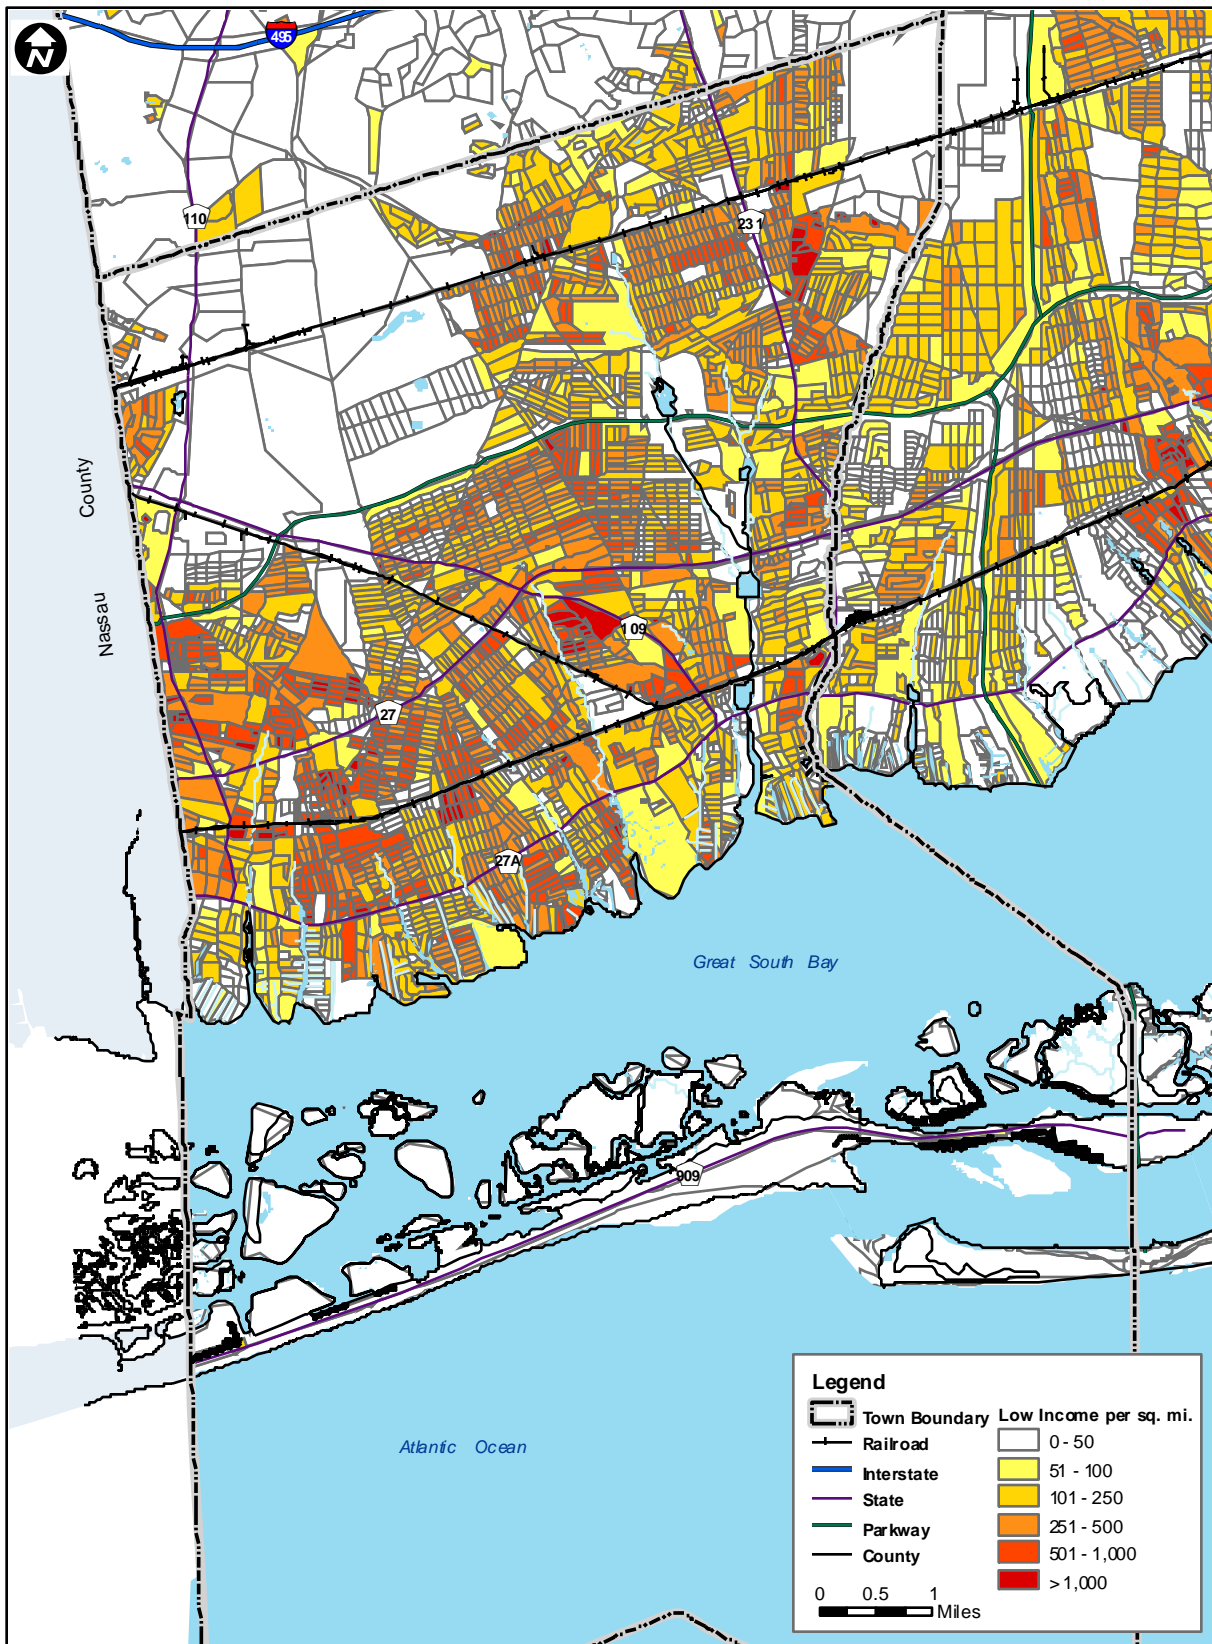 N
495
110
231
County
Nassau
109
27
27A
Great South Bay
909
Atlantic Ocean
Legend
Town Boundary
Railroad
Interstate
State
Parkway
County
Low Income per sq. mi.
0 - 50
51 - 100
101 - 250
251 - 500
501 - 1,000
> 1,000
0 0.5 1
Miles